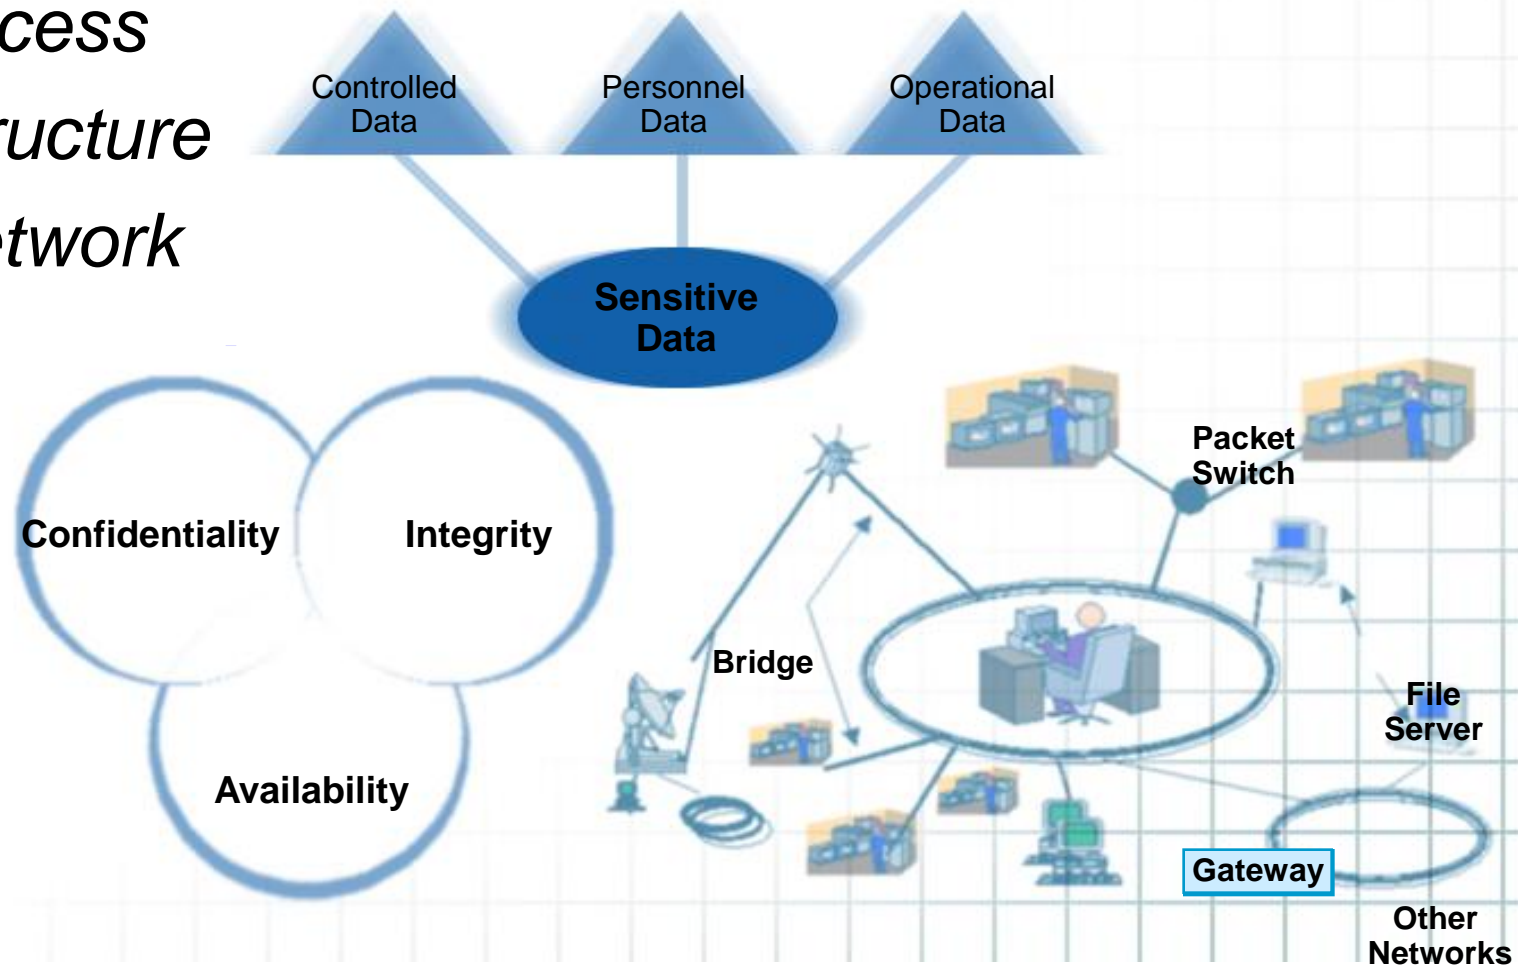 cess
ructure
etwork
Controlled
Data
Personnel
Data
Operational
Data
Sensitive
Data
Confidentiality
Integrity
Availability
Packet
Switch
Bridge
File
Server
Gateway
Other
Networks